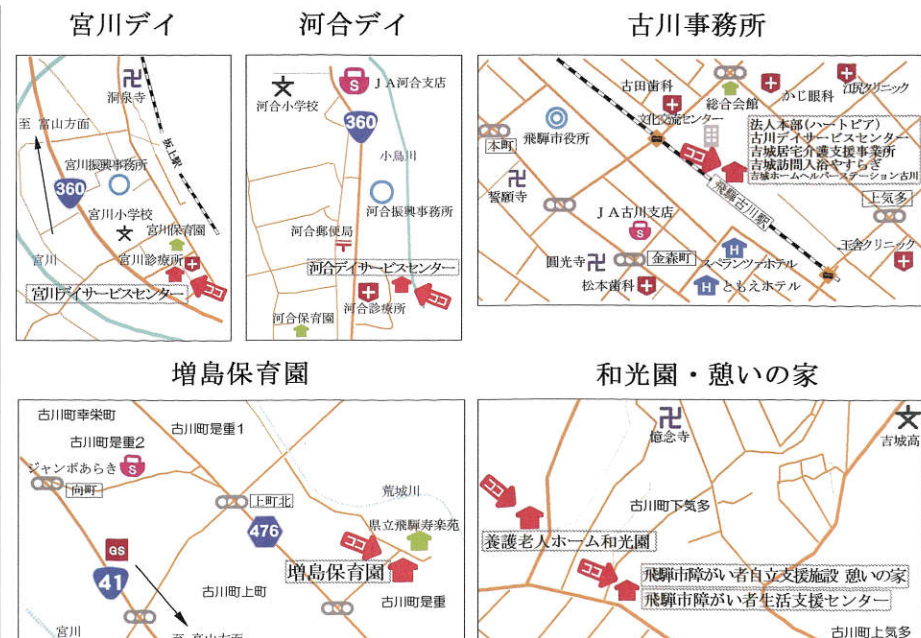 宮川デイ
卍
洞泉寺
坂上駅
至 富山方面
宮川振興事務所
360
宮川小学校
文
宮川保育園
宮川
宮川診療所
宮川デイサービスセンター
ココ
河合デイ
文
河合小学校
S
JA河合支店
360
小鳥川
河合振興事務所
河合郵便局
〒
河合デイサービスセンター
ココ
河合診療所
河合保育園
古川事務所
古田歯科
総合会館
かじ眼科
江尻クリニック
文化交流センター
飛騨市役所
本町
法人本部(ハートピア)
古川デイサービスセンター
吉城居宅介護支援事業所
吉城訪問入浴やすらぎ
吉城ホームヘルパーステーション古川
ココ
卍
誓願寺
飛騨古川駅
上気多
JA古川支店
S
玉舎クリニック
圓光寺
卍
金森町
H
スペランツァホテル
松本歯科
H
ともえホテル
増島保育園
古川町幸栄町
古川町是重1
古川町是重2
ジャンボあらき
S
向町
上町北
荒城川
476
県立飛騨寿楽苑
ココ
GS
増島保育園
41
古川町上町
古川町是重
宮川
至 高山方面
和光園・憩いの家
卍
憶念寺
文
吉城高
ココ
古川町下気多
養護老人ホーム和光園
ココ
飛騨市障がい者自立支援施設 憩いの家
飛騨市障がい者生活支援センター
古川町上気多